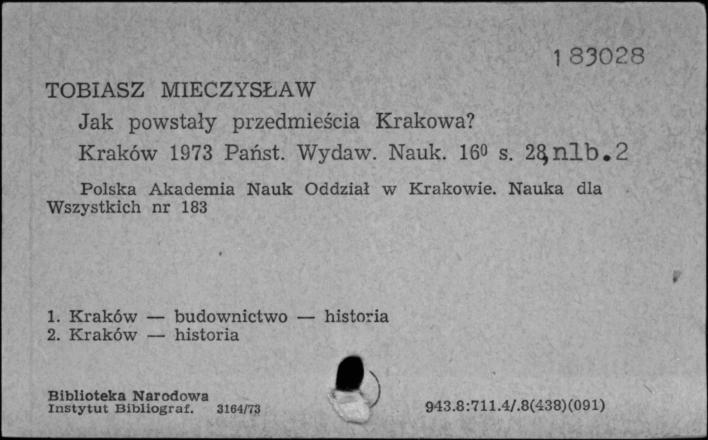 183028
TOBIASZ MIECZYSŁAW
Jak powstały przedmieścia Krakowa?
Kraków 1973 Państ. Wydaw. Nauk. 16⁰ s. 28, nlb. 2
Polska Akademia Nauk Oddział w Krakowie. Nauka dla
Wszystkich nr 183
1. Kraków — budownictwo — historia
2. Kraków — historia
Biblioteka Narodowa
Instytut Bibliograf. 3164/73
943.8:711.4/.8(438)(091)